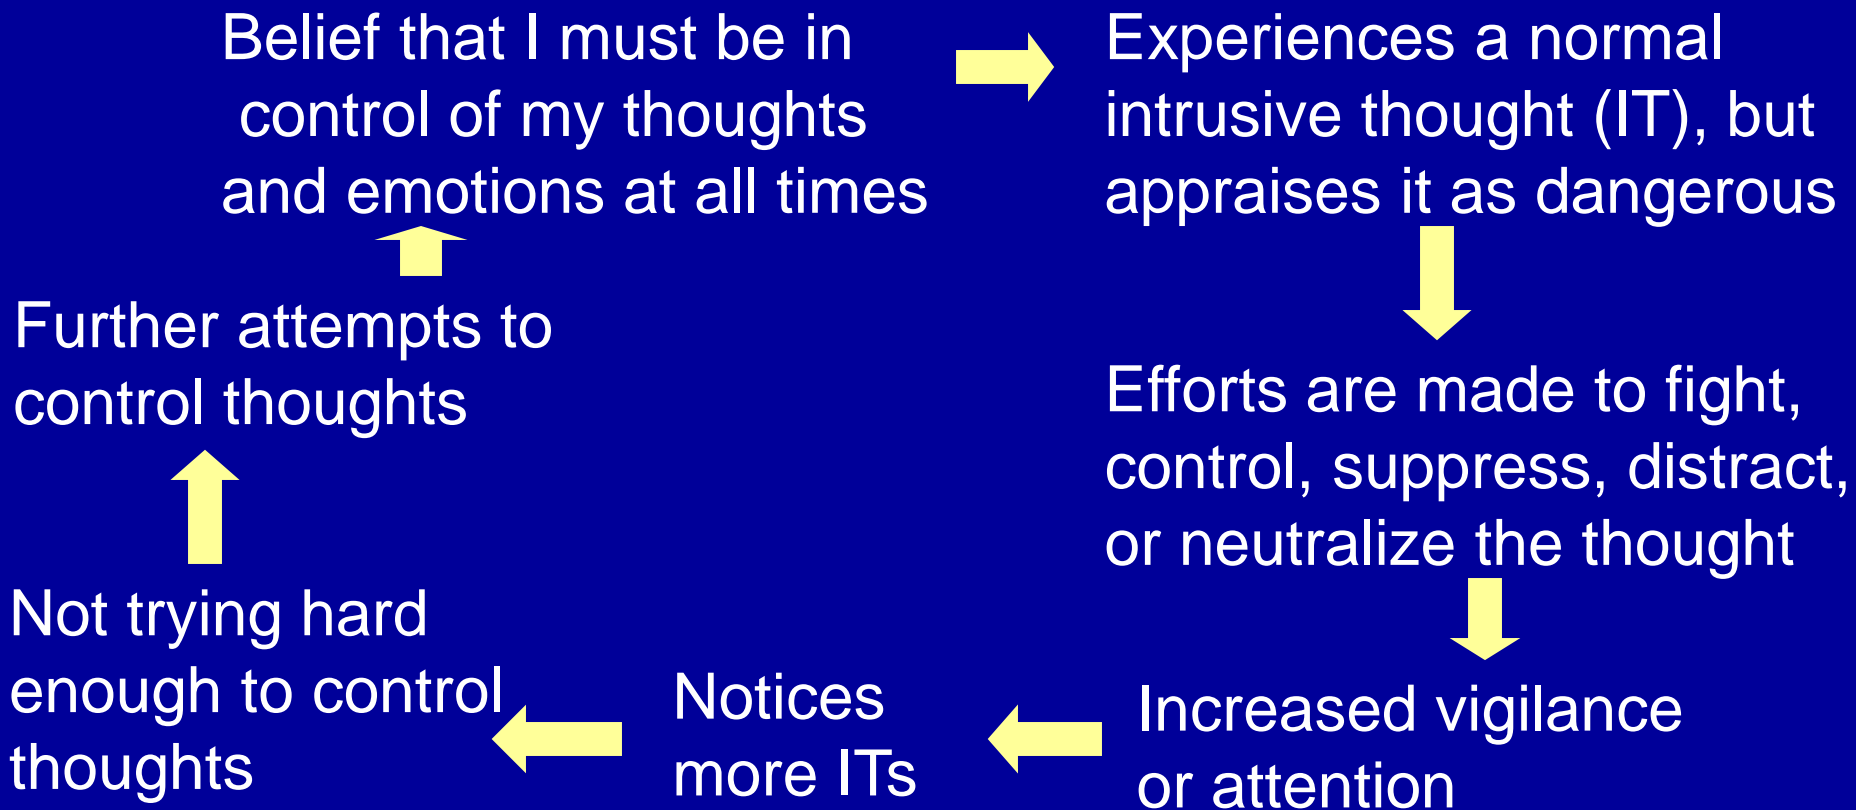 Belief that I must be in
control of my thoughts
and emotions at all times
Experiences a normal
intrusive thought (IT), but
appraises it as dangerous
Efforts are made to fight,
control, suppress, distract,
or neutralize the thought
Increased vigilance
or attention
Notices
more ITs
Not trying hard
enough to control
thoughts
Further attempts to
control thoughts